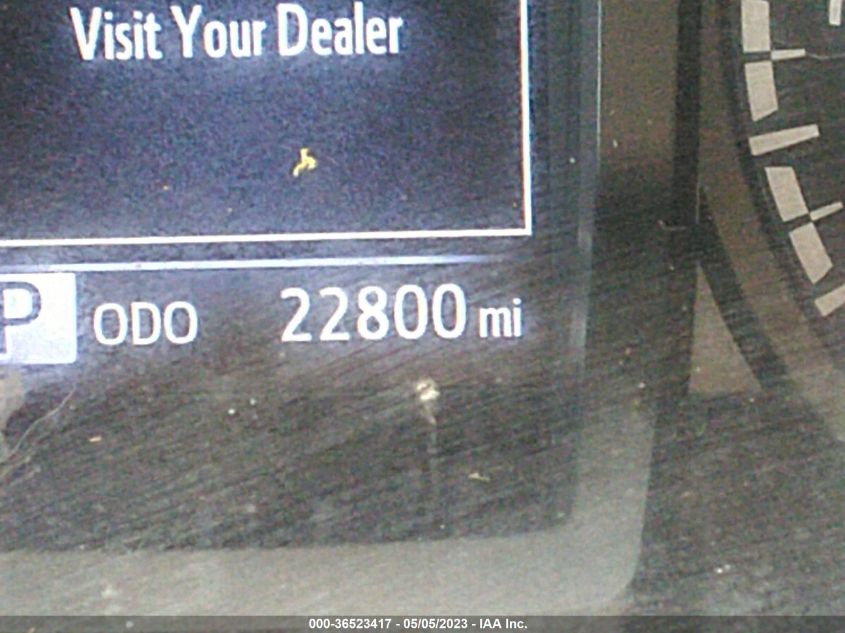 Visit Your Dealer
P ODO 22800 mi
000-36523417 - 05/05/2023 - IAA Inc.